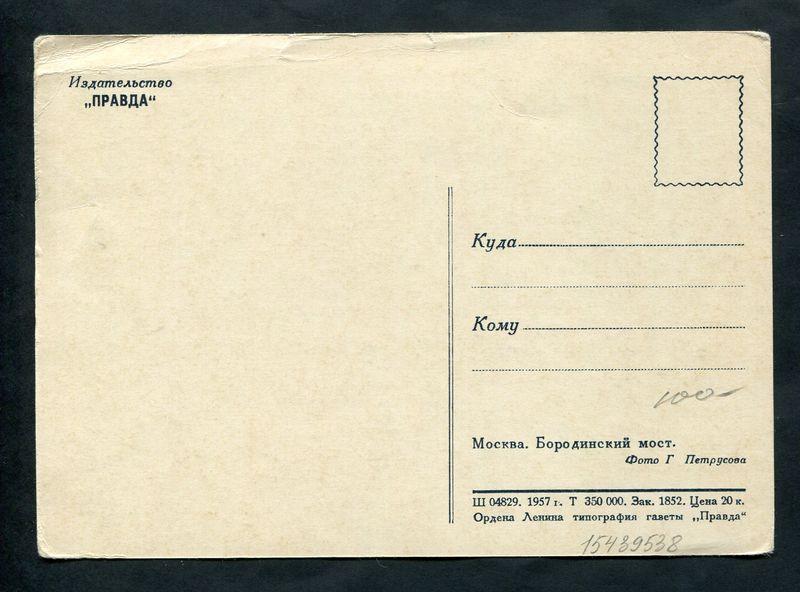 Издательство
„ПРАВДА“
Куда
Кому
100-
Москва. Бородинский мост.
Фото Г Петрусова
Ш 04829. 1957 г. Т 350 000. Зак. 1852. Цена 20 к.
Ордена Ленина типография газеты „Правда“
15439538